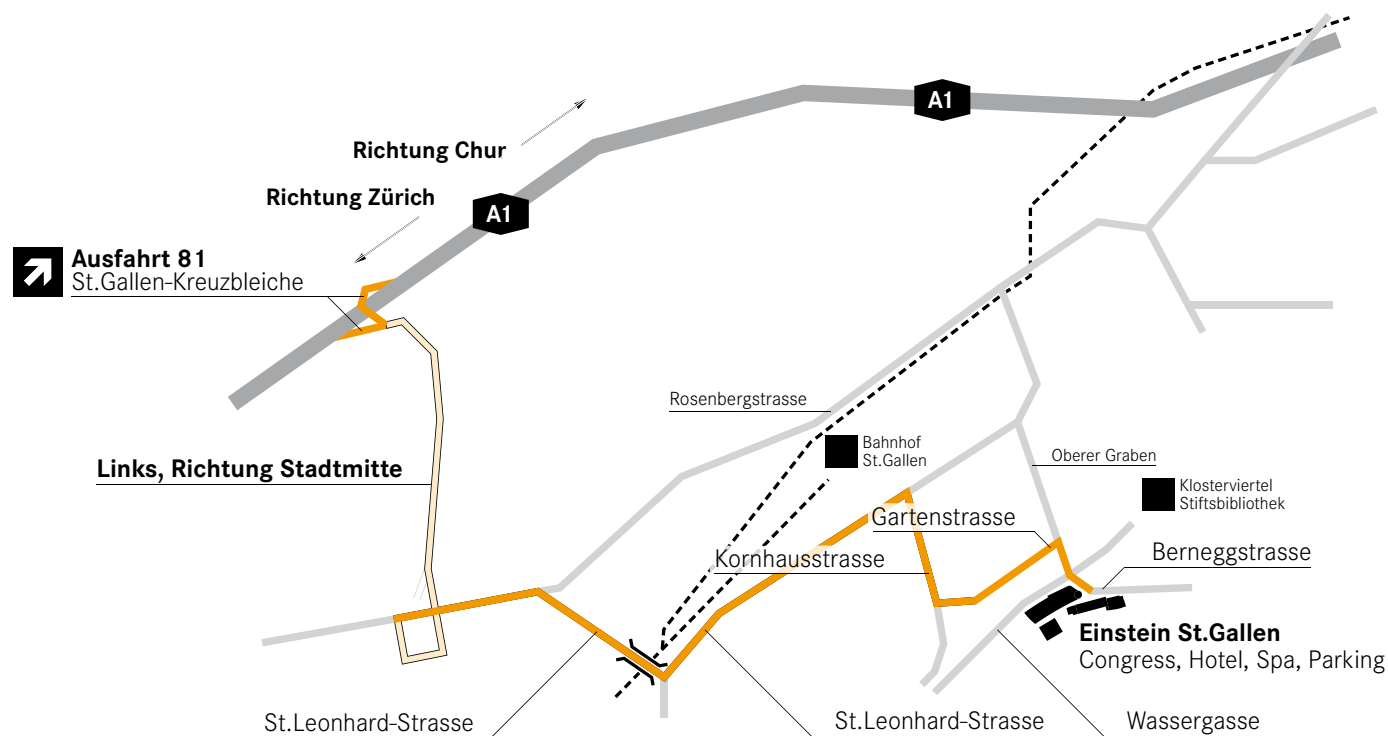 A1
Richtung Chur
Richtung Zürich
A1
Ausfahrt 81
St.Gallen-Kreuzbleiche
Rosenbergstrasse
Bahnhof
St.Gallen
Oberer Graben
Links, Richtung Stadtmitte
Klosterviertel
Stiftsbibliothek
Gartenstrasse
Kornhausstrasse
Berneggstrasse
Einstein St.Gallen
Congress, Hotel, Spa, Parking
St.Leonhard-Strasse
St.Leonhard-Strasse
Wassergasse